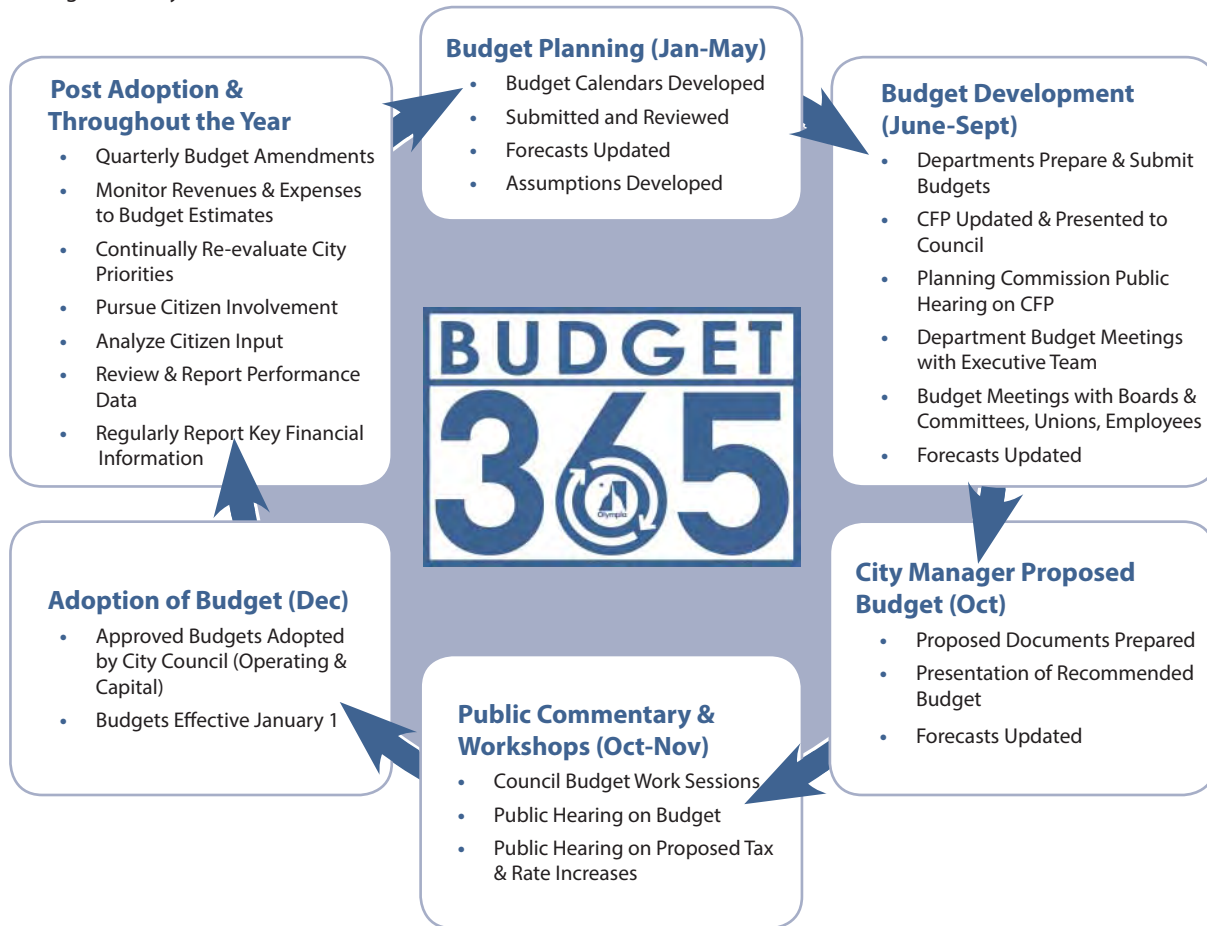 Budget Planning (Jan-May)
• Budget Calendars Developed
• Submitted and Reviewed
• Forecasts Updated
• Assumptions Developed
Budget Development
(June-Sept)
• Departments Prepare & Submit
Budgets
• CFP Updated & Presented to
Council
• Planning Commission Public
Hearing on CFP
• Department Budget Meetings
with Executive Team
• Budget Meetings with Boards &
Committees, Unions, Employees
• Forecasts Updated
City Manager Proposed
Budget (Oct)
• Proposed Documents Prepared
• Presentation of Recommended
Budget
• Forecasts Updated
Public Commentary &
Workshops (Oct-Nov)
• Council Budget Work Sessions
• Public Hearing on Budget
• Public Hearing on Proposed Tax
& Rate Increases
Adoption of Budget (Dec)
• Approved Budgets Adopted
by City Council (Operating &
Capital)
• Budgets Effective January 1
Post Adoption &
Throughout the Year
• Quarterly Budget Amendments
• Monitor Revenues & Expenses
to Budget Estimates
• Continually Re-evaluate City
Priorities
• Pursue Citizen Involvement
• Analyze Citizen Input
• Review & Report Performance
Data
• Regularly Report Key Financial
Information
BUDGET
365
Olympia